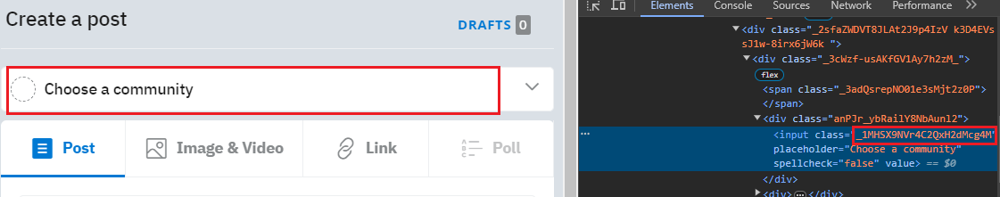 Create a post
DRAFTS 0
Choose a community
Post
Image & Video
Link
Poll
Elements
Console
Sources
Network
Performance
<div class="_2sfaZWDVT8JLAt2J9p4IzV k3D4EVs
sJ1w-8irx6jW6k ">
<div class="_3cWzf-usAKfGV1Ay7h2zM_">
flex
<span class="_3adQsrepNO01e3sMjt2z0P">
</span>
<div class="anPJr_ybRailY8NbAunl2">
<input class="_1MHSX9NVr4C2QxH2dMcg4M"
placeholder="Choose a community"
spellcheck="false" value> == $0
</div>
<div> </div>